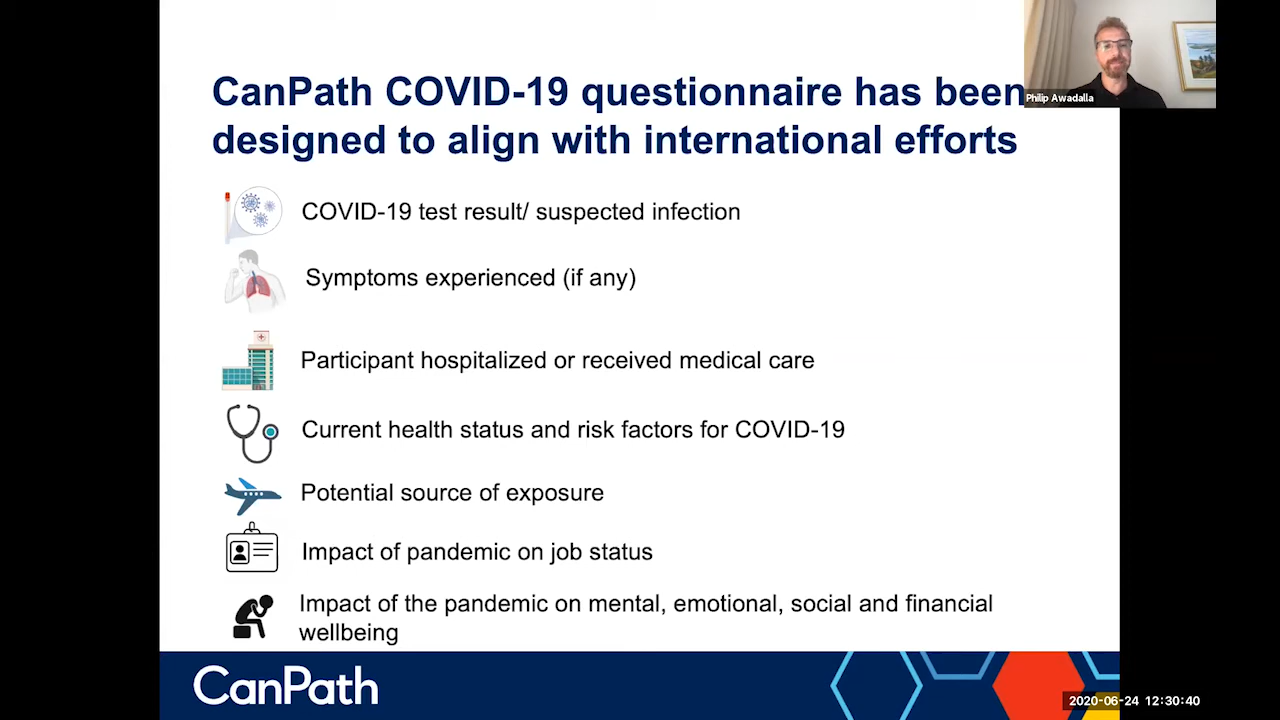 CanPath COVID-19 questionnaire has been
designed to align with international efforts
Philip Awadalla
COVID-19 test result/ suspected infection
Symptoms experienced (if any)
Participant hospitalized or received medical care
Current health status and risk factors for COVID-19
Potential source of exposure
Impact of pandemic on job status
Impact of the pandemic on mental, emotional, social and financial
wellbeing
CanPath
2020-06-24 12:30:40